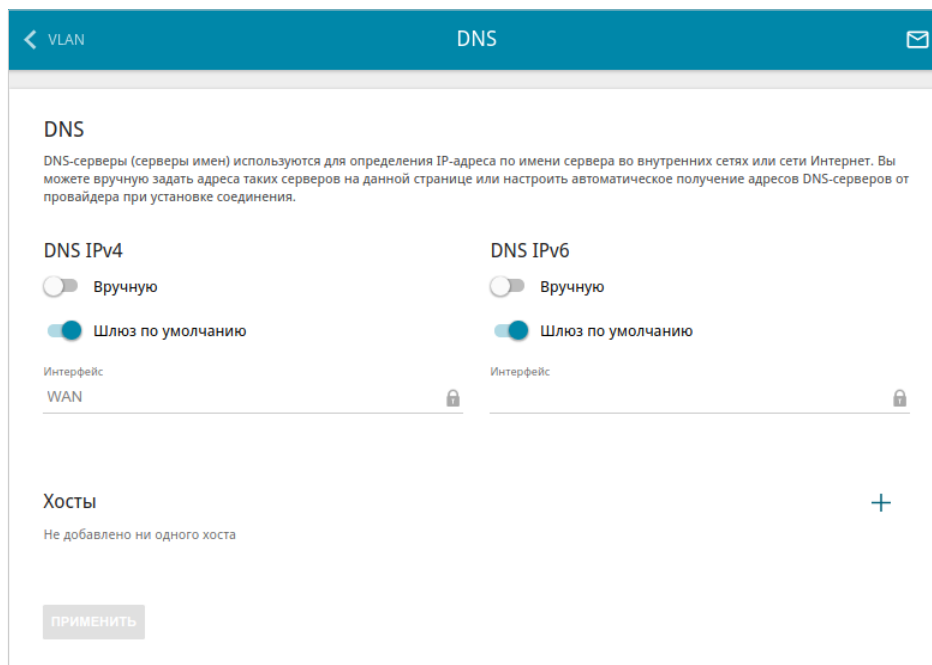 VLAN
DNS
DNS
DNS-серверы (серверы имен) используются для определения IP-адреса по имени сервера во внутренних сетях или сети Интернет. Вы
можете вручную задать адреса таких серверов на данной странице или настроить автоматическое получение адресов DNS-серверов от
провайдера при установке соединения.
DNS IPv4
Вручную
Шлюз по умолчанию
Интерфейс
WAN
DNS IPv6
Вручную
Шлюз по умолчанию
Интерфейс
Хосты
Не добавлено ни одного хоста
ПРИМЕНИТЬ